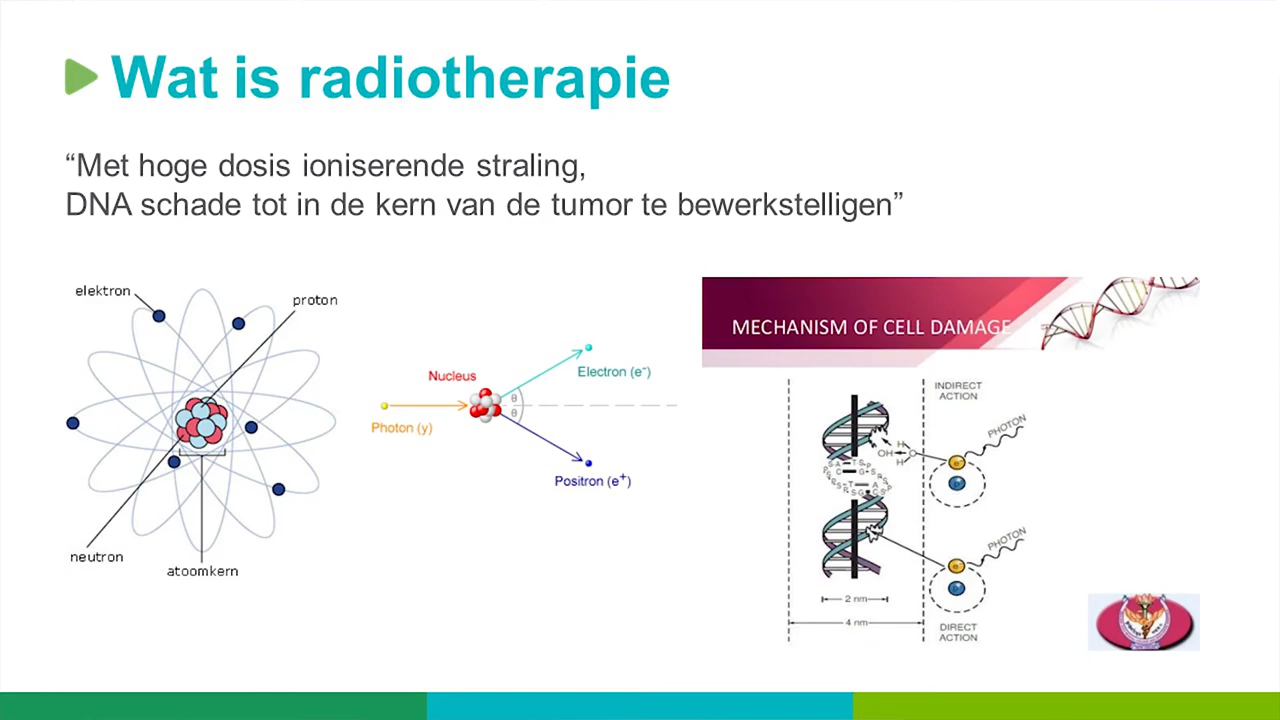 Wat is radiotherapie
“Met hoge dosis ioniserende straling,
DNA schade tot in de kern van de tumor te bewerkstelligen”
elektron
proton
neutron
atoomkern
Nucleus
Photon (y)
θ
θ
Electron (e⁻)
Positron (e⁺)
MECHANISM OF CELL DAMAGE
INDIRECT
ACTION
PHOTON
H
OH
O
H
e⁻
p⁺
PHOTON
e⁻
p⁺
2 nm
4 nm
DIRECT
ACTION